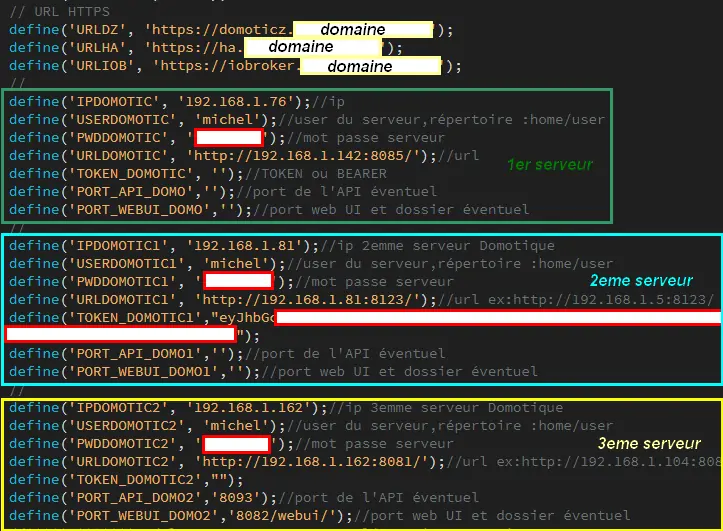 // URL HTTPS
define('URLDZ', 'https://domoticz. domaine ');
define('URLHA', 'https://ha. domaine ');
define('URLIOB', 'https://iobroker. domaine ');
//
define('IPDOMOTIC', '192.168.1.76');//ip
define('USERDOMOTIC', 'michel');//user du serveur,répertoire :home/user
define('PWDDOMOTIC', ' ');//mot passe serveur
define('URLDOMOTIC', 'http://192.168.1.142:8085/');//url
1er serveur
define('TOKEN_DOMOTIC', '');//TOKEN ou BEARER
define('PORT_API_DOMO','');//port de l'API éventuel
define('PORT_WEBUI_DOMO','');//port web UI et dossier éventuel
//
define('IPDOMOTIC1', '192.168.1.81');//ip 2emme serveur Domotique
define('USERDOMOTIC1', 'michel');//user du serveur,répertoire :home/user
define('PWDDOMOTIC1', ' ');//mot passe serveur
2eme serveur
define('URLDOMOTIC1', 'http://192.168.1.81:8123/');//url ex:http://192.168.1.5:8123/
define('TOKEN_DOMOTIC1',"eyJhbGc
");
define('PORT_API_DOMO1','');//port de l'API éventuel
define('PORT_WEBUI_DOMO1','');//port web UI et dossier éventuel
//
define('IPDOMOTIC2', '192.168.1.162');//ip 3emme serveur Domotique
define('USERDOMOTIC2', 'michel');//user du serveur,répertoire :home/user
define('PWDDOMOTIC2', ' ');//mot passe serveur
3eme serveur
define('URLDOMOTIC2', 'http://192.168.1.162:8081/');//url ex:http://192.168.1.104:808
define('TOKEN_DOMOTIC2',"");
define('PORT_API_DOMO2','8093');//port de l'API éventuel
define('PORT_WEBUI_DOMO2','8082/webui/');//port web UI et dossier éventuel